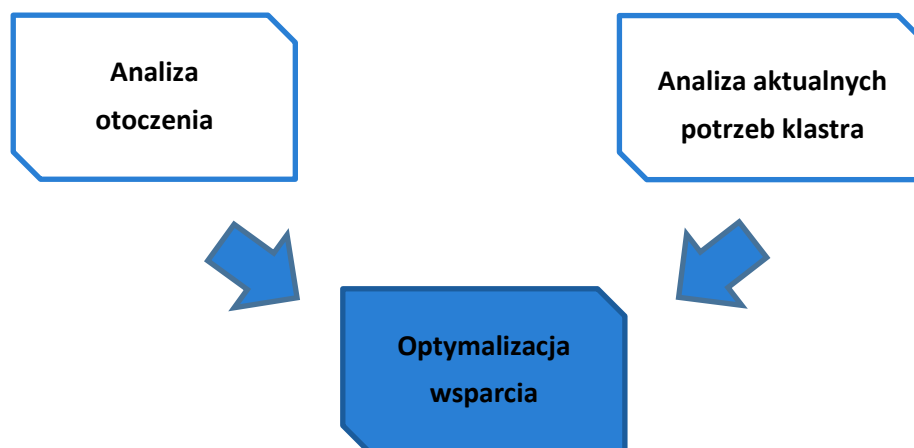 Analiza
otoczenia
Analiza aktualnych
potrzeb klastra
Optymalizacja
wsparcia